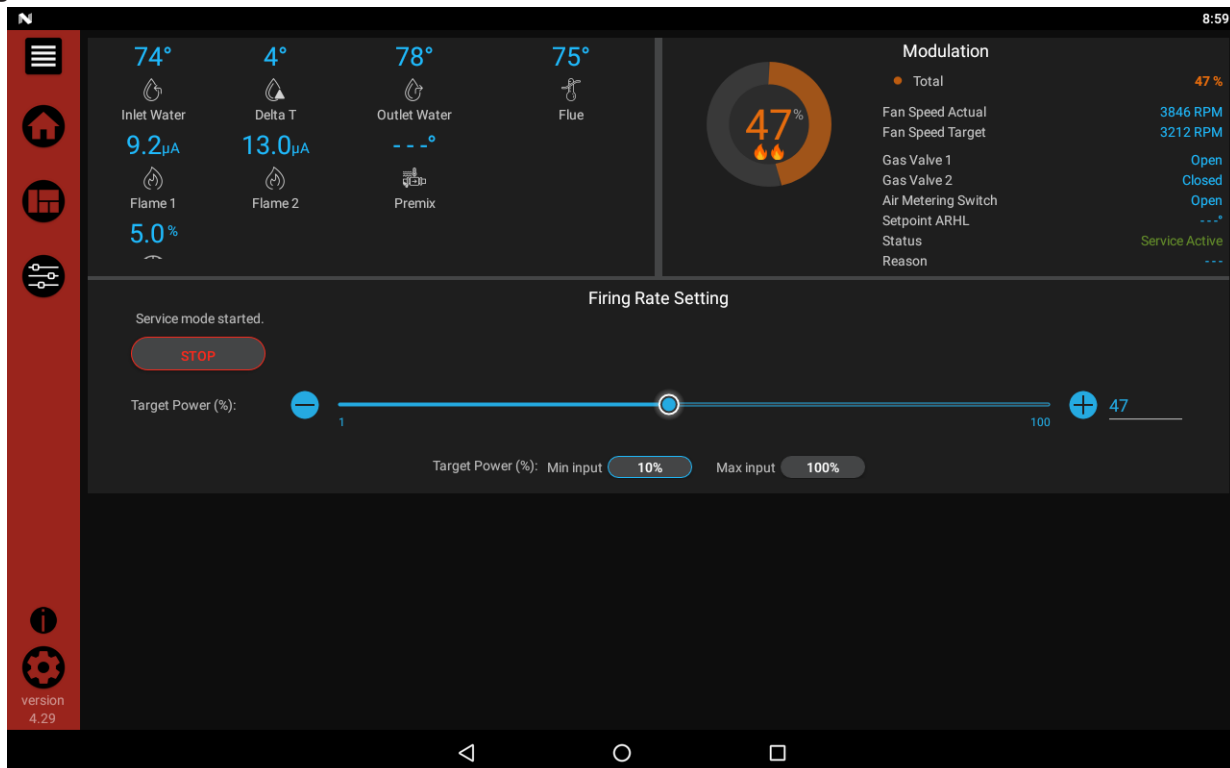 8:59
74° 4° 78° 75°
Inlet Water Delta T Outlet Water Flue
9.2µA 13.0µA ---°
Flame 1 Flame 2 Premix
5.0 %
Modulation
Total 47 %
47%
Fan Speed Actual 3846 RPM
Fan Speed Target 3212 RPM
Gas Valve 1 Open
Gas Valve 2 Closed
Air Metering Switch Open
Setpoint ARHL ---°
Status Service Active
Reason ---
Firing Rate Setting
Service mode started.
STOP
Target Power (%): 47
1 100
Target Power (%): Min input 10% Max input 100%
version
4.29